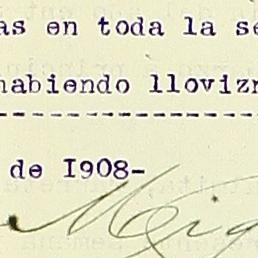 as en toda la se
habiendo llovizn
de I908-